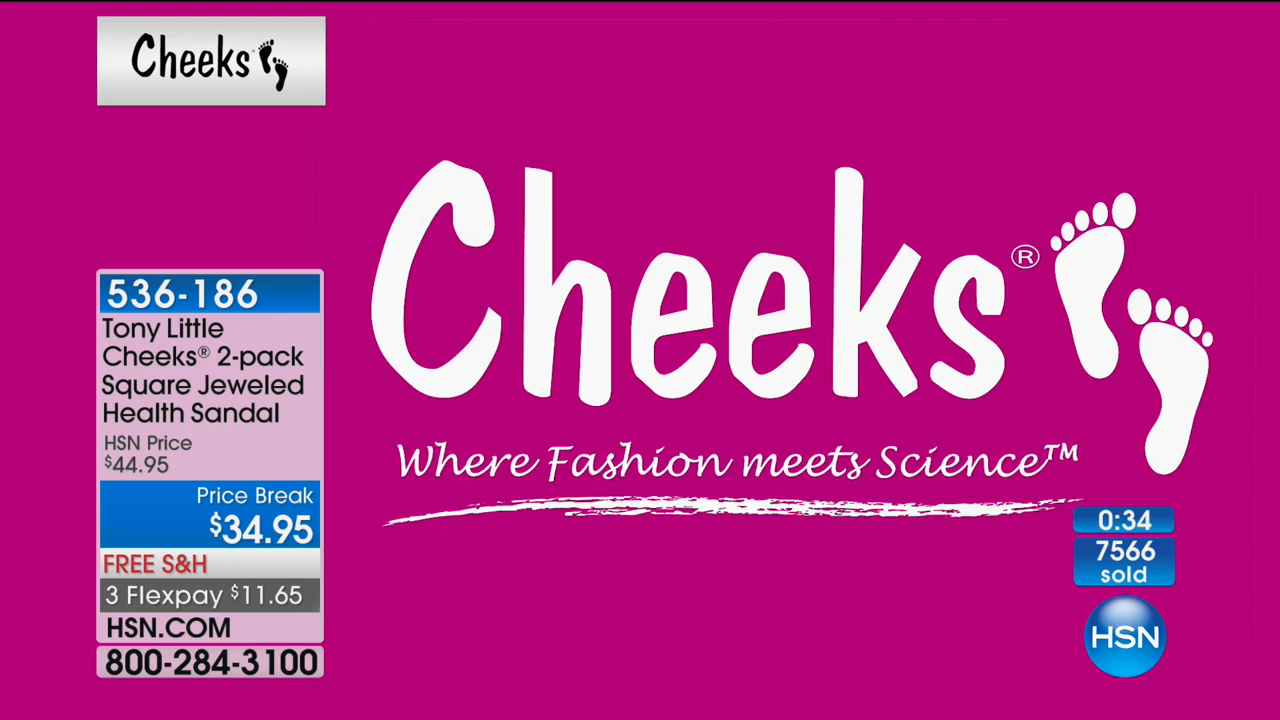 Cheeks
Cheeks®
Where Fashion meets Science™
536-186
Tony Little
Cheeks® 2-pack
Square Jeweled
Health Sandal
HSN Price
$44.95
Price Break
$34.95
FREE S&H
3 Flexpay $11.65
HSN.COM
800-284-3100
0:34
7566
sold
HSN